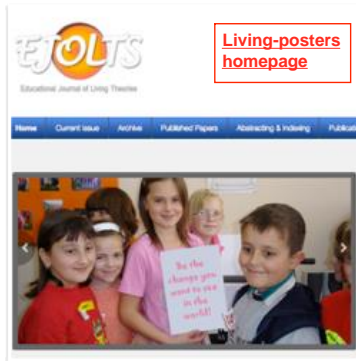 EJOLTS
Educational Journal of Living Theories
Living-posters
homepage
Home Current Issue Archive Published Papers Abstracting & Indexing Publicat
Be the
change you
want to see
in the
world!